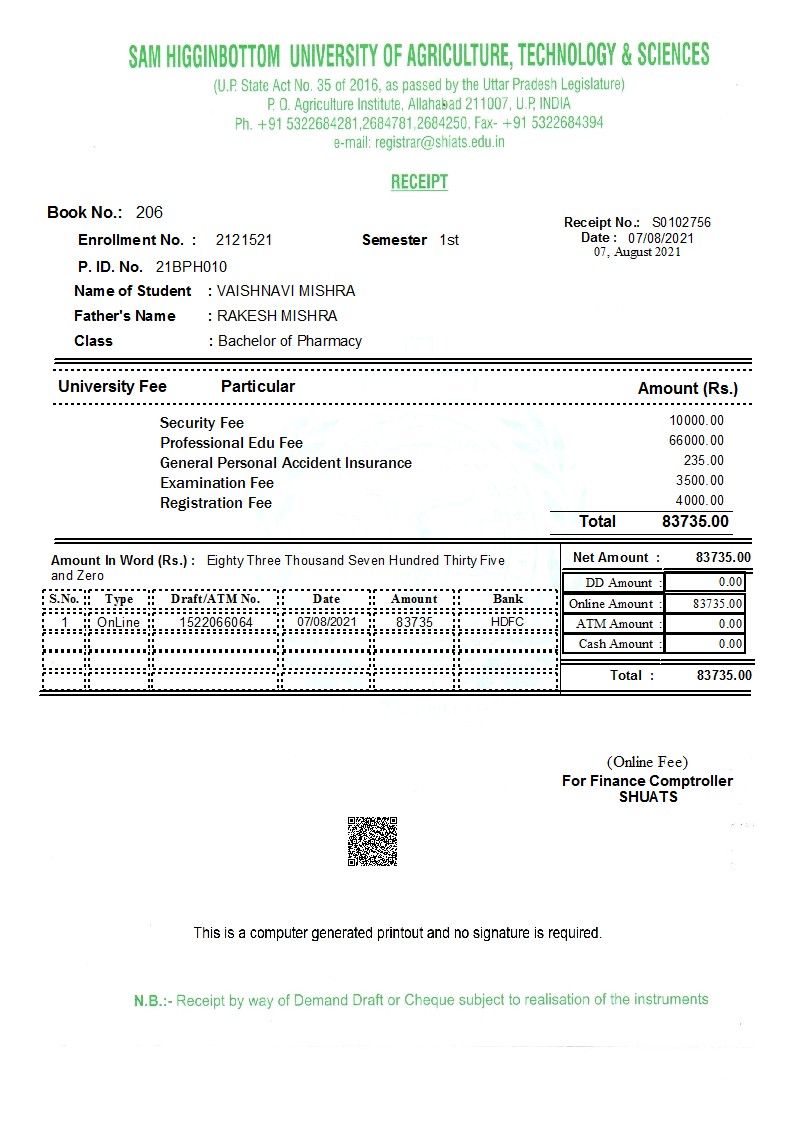 SAM HIGGINBOTTOM UNIVERSITY OF AGRICULTURE, TECHNOLOGY & SCIENCES
(U.P. State Act No. 35 of 2016, as passed by the Uttar Pradesh Legislature)
P. O. Agriculture Institute, Allahabad 211007, U.P, INDIA
Ph. +91 5322684281,2684781,2684250, Fax- +91 5322684394
e-mail: registrar@shiats.edu.in
RECEIPT
Book No.: 206
Receipt No.: S0102756
Enrollment No. : 2121521 Semester 1st
Date : 07/08/2021
07, August 2021
P. ID. No. 21BPH010
Name of Student : VAISHNAVI MISHRA
Father's Name : RAKESH MISHRA
Class : Bachelor of Pharmacy
University Fee Particular Amount (Rs.)
Security Fee 10000.00
Professional Edu Fee 66000.00
General Personal Accident Insurance 235.00
Examination Fee 3500.00
Registration Fee 4000.00
Total 83735.00
Amount In Word (Rs.) : Eighty Three Thousand Seven Hundred Thirty Five
and Zero
S.No. Type Draft/ATM No. Date Amount Bank
1 OnLine 1522066064 07/08/2021 83735 HDFC
Net Amount : 83735.00
DD Amount : 0.00
Online Amount : 83735.00
ATM Amount : 0.00
Cash Amount : 0.00
Total : 83735.00
(Online Fee)
For Finance Comptroller
SHUATS
This is a computer generated printout and no signature is required.
N.B.:- Receipt by way of Demand Draft or Cheque subject to realisation of the instruments